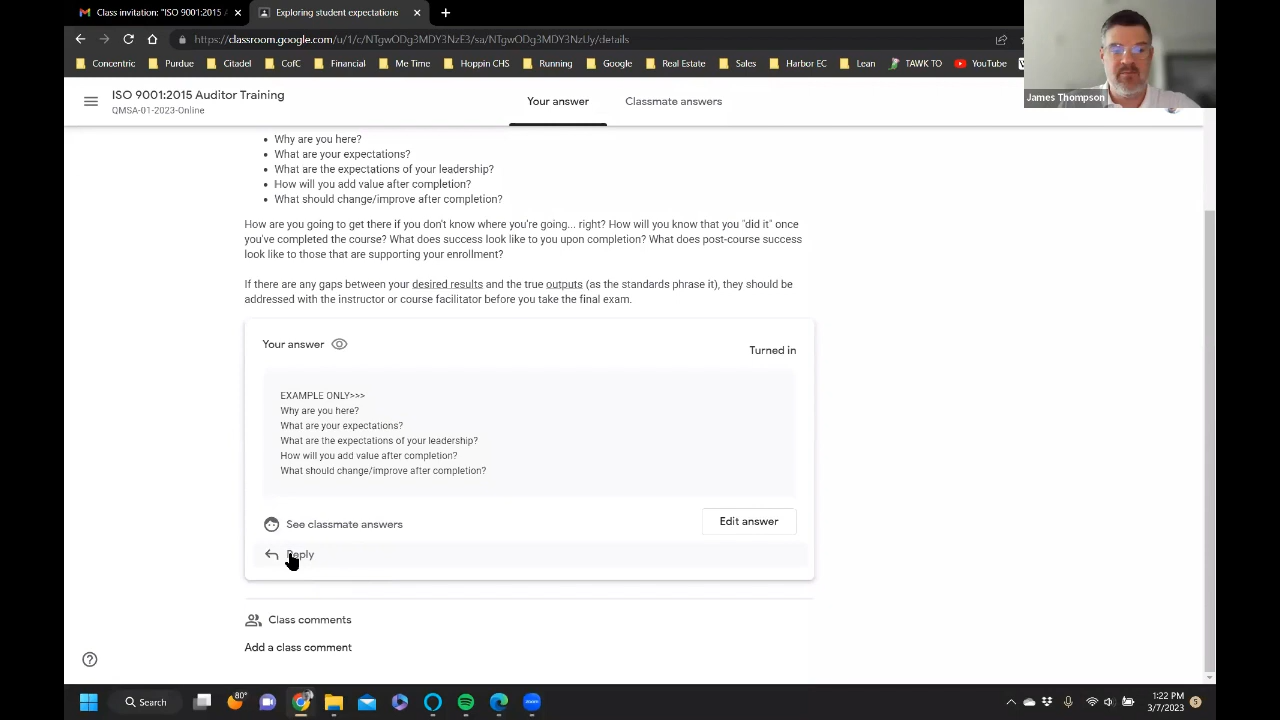 Class invitation: "ISO 9001:2015
Exploring student expectations
https://classroom.google.com/u/1/c/NTgwODg3MDY3NzE3/sa/NTgwODg3MDY3NzUy/details
Concentric
Purdue
Citadel
CofC
Financial
Me Time
Hoppin CHS
Running
Google
Real Estate
Sales
Harbor EC
Lean
TAWK TO
YouTube
James Thompson
ISO 9001:2015 Auditor Training
QMSA-01-2023-Online
Your answer
Classmate answers
• Why are you here?
• What are your expectations?
• What are the expectations of your leadership?
• How will you add value after completion?
• What should change/improve after completion?
How are you going to get there if you don't know where you're going... right? How will you know that you "did it" once
you've completed the course? What does success look like to you upon completion? What does post-course success
look like to those that are supporting your enrollment?
If there are any gaps between your desired results and the true outputs (as the standards phrase it), they should be
addressed with the instructor or course facilitator before you take the final exam.
Your answer
Turned in
EXAMPLE ONLY>>>
Why are you here?
What are your expectations?
What are the expectations of your leadership?
How will you add value after completion?
What should change/improve after completion?
See classmate answers
Edit answer
Reply
Class comments
Add a class comment
Search
80°
zoom
1:22 PM
3/7/2023
5